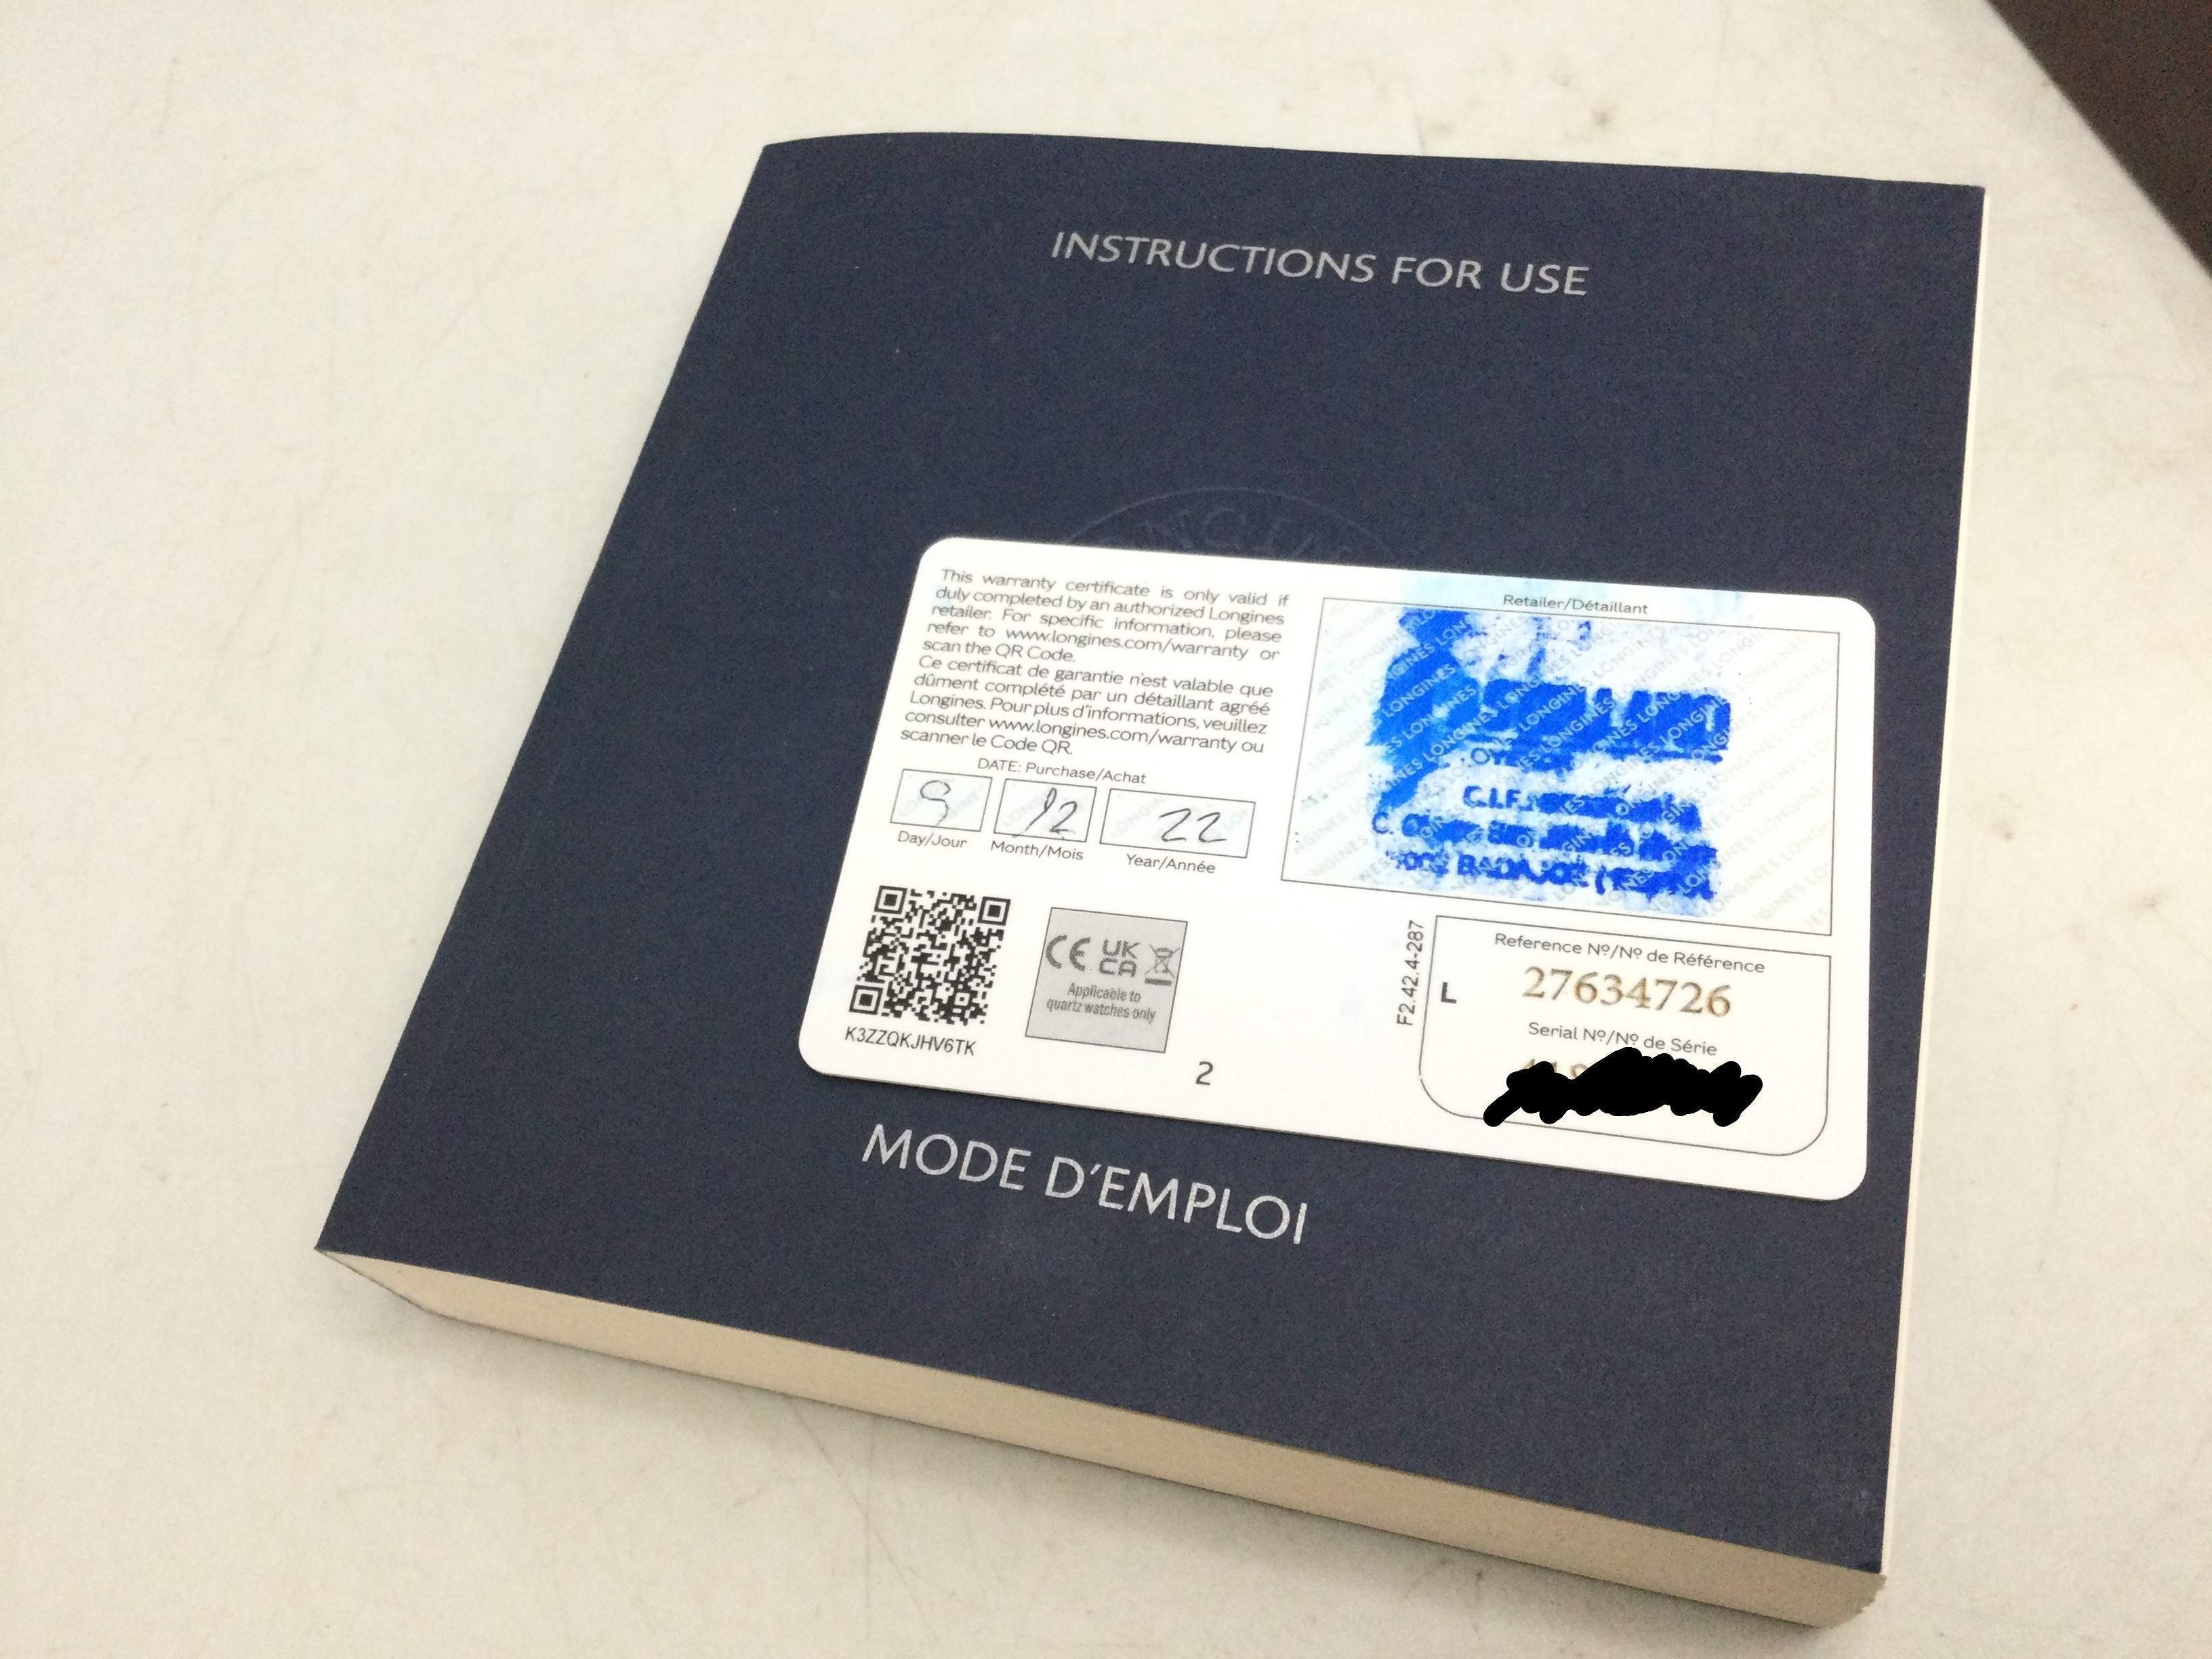 INSTRUCTIONS FOR USE
This warranty certificate is only valid if
duly completed by an authorized Longines
retailer. For specific information, please
refer to www.longines.com/warranty or
scan the QR Code.
Ce certificat de garantie n'est valable que
dûment complété par un détaillant agréé
Longines. Pour plus d'informations, veuillez
consulter www.longines.com/warranty ou
scanner le Code QR.
DATE: Purchase/Achat
9 12 22
Day/Jour Month/Mois Year/Année
K3ZZQKJHV6TK
CE UK CA
Applicable to
quartz watches only
2
Retailer/Détaillant
C.I.F.
BADAJOZ
F2.42.4-287
Reference Nº/Nº de Référence
L 27634726
Serial Nº/Nº de Série
MODE D'EMPLOI